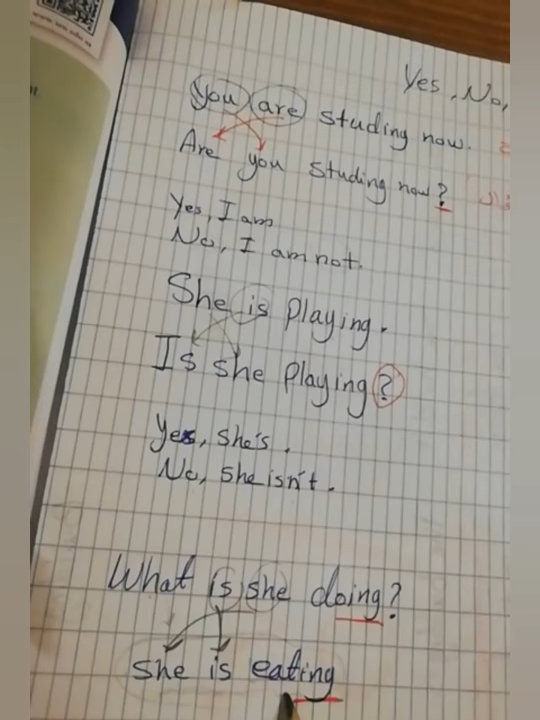 Yes, No,
You are studing now.
Are you studing now?
Yes, I am
No, I am not.
She is Playing.
Is she Playing?
Yes, she's.
No, she isn't.
What is she doing?
she is eating